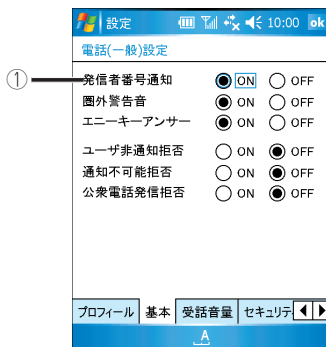 設定 10:00 ok
電話(一般)設定
① 発信者番号通知 ON OFF
圏外警告音 ON OFF
エニーキーアンサー ON OFF
ユーザ非通知拒否 ON OFF
通知不可能拒否 ON OFF
公衆電話発信拒否 ON OFF
プロフィール 基本 受話音量 セキュリテ
A